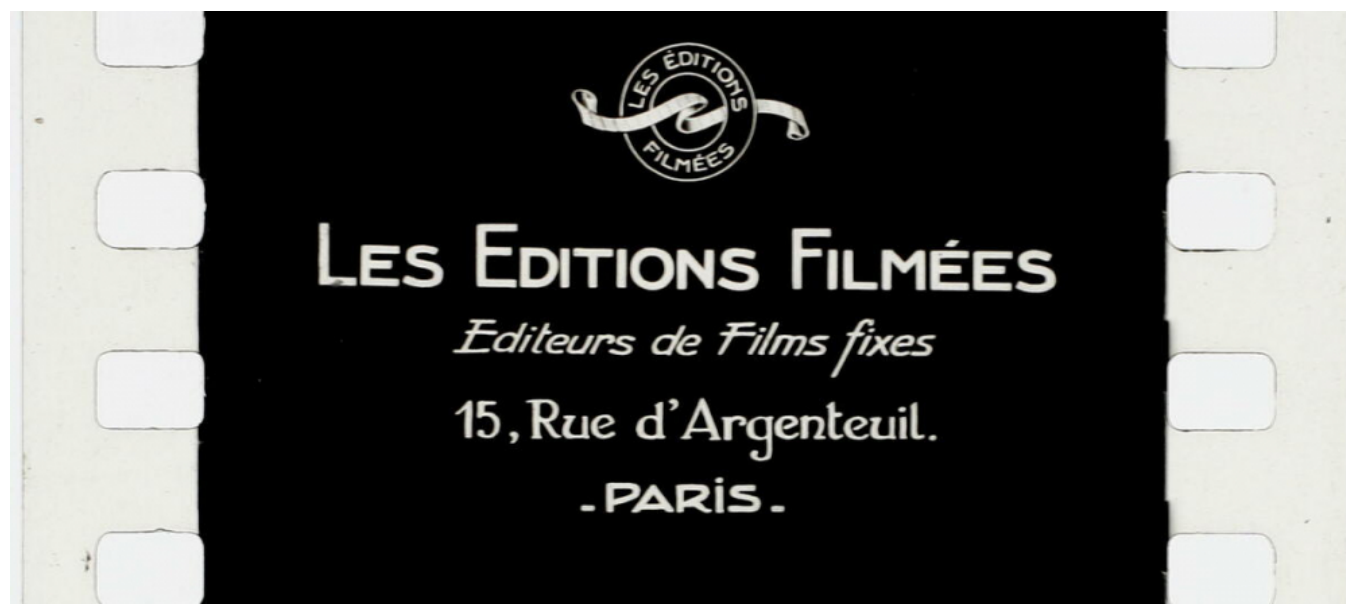 LES ÉDITIONS
FILMÉES
LES EDITIONS FILMÉES
Editeurs de Films fixes
15, Rue d'Argenteuil.
- PARIS -